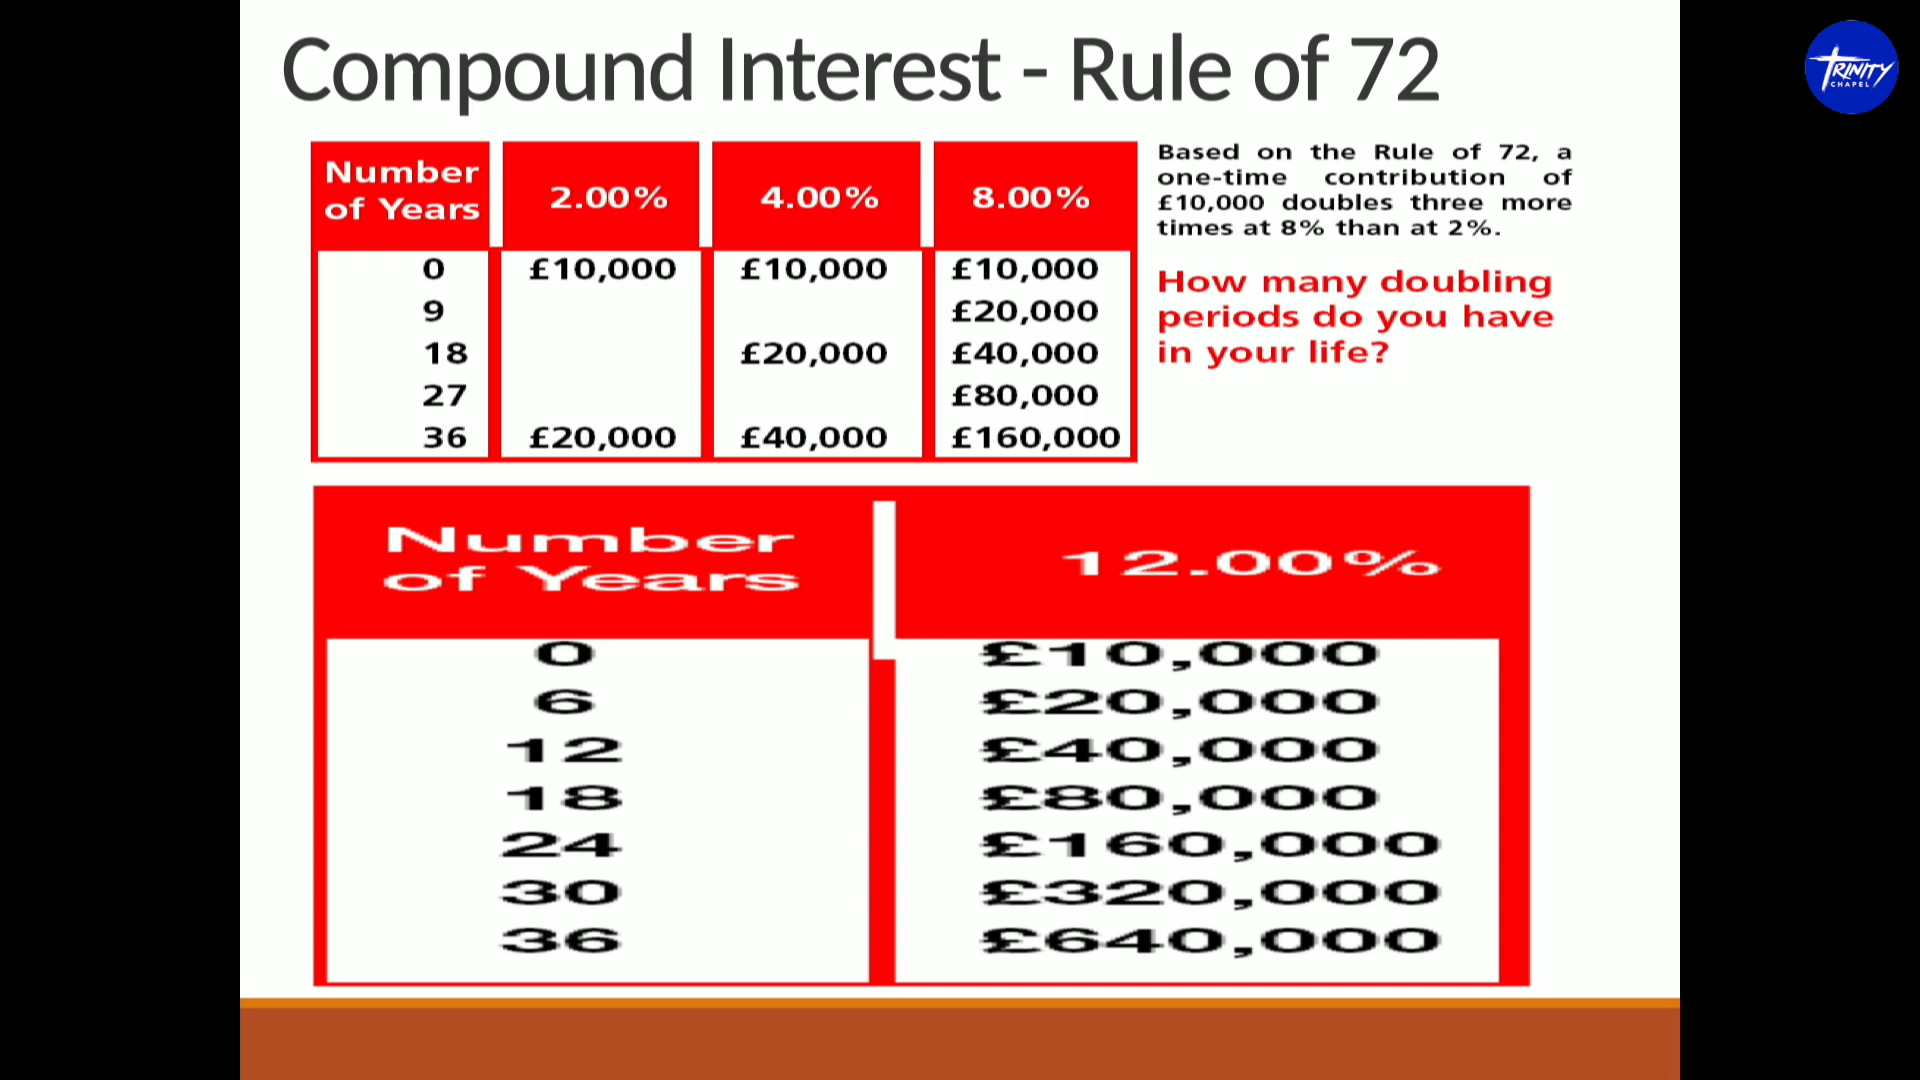 Compound Interest - Rule of 72
TRINITY
CHAPEL
Number
of Years
2.00%
4.00%
8.00%
0 £10,000 £10,000 £10,000
9 £20,000
18 £20,000 £40,000
27 £80,000
36 £20,000 £40,000 £160,000
Based on the Rule of 72, a
one-time contribution of
£10,000 doubles three more
times at 8% than at 2%.
How many doubling
periods do you have
in your life?
Number
of Years
12.00%
0 £10,000
6 £20,000
12 £40,000
18 £80,000
24 £160,000
30 £320,000
36 £640,000